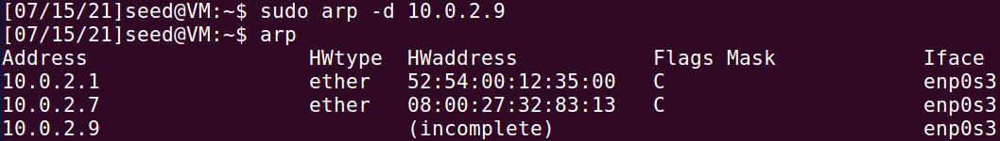 [07/15/21]seed@VM:~$ sudo arp -d 10.0.2.9
[07/15/21]seed@VM:~$ arp
Address                  HWtype  HWaddress           Flags Mask            Iface
10.0.2.1                 ether   52:54:00:12:35:00   C                     enp0s3
10.0.2.7                 ether   08:00:27:32:83:13   C                     enp0s3
10.0.2.9                         (incomplete)                              enp0s3